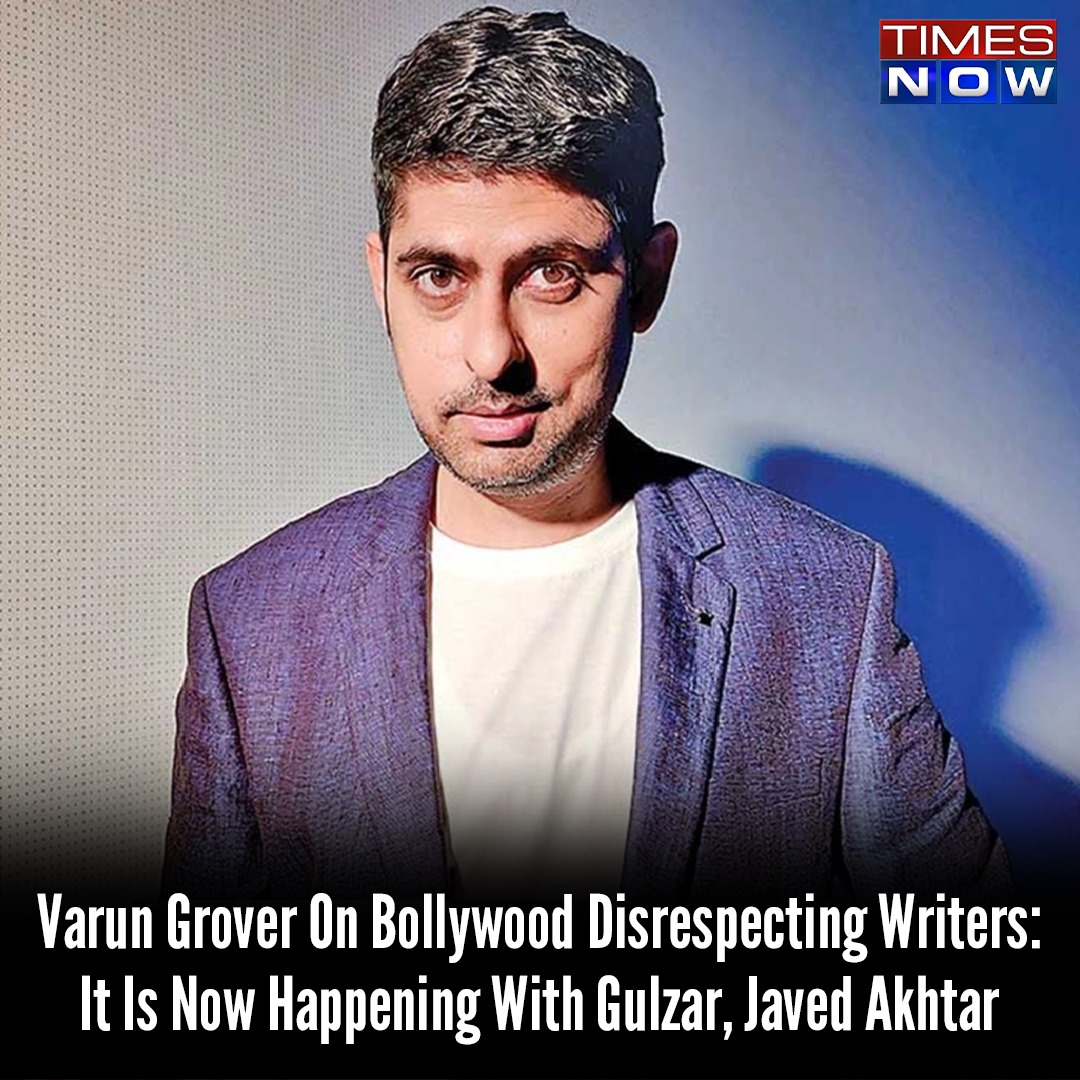 TIMES
NOW
Varun Grover On Bollywood Disrespecting Writers:
It Is Now Happening With Gulzar, Javed Akhtar